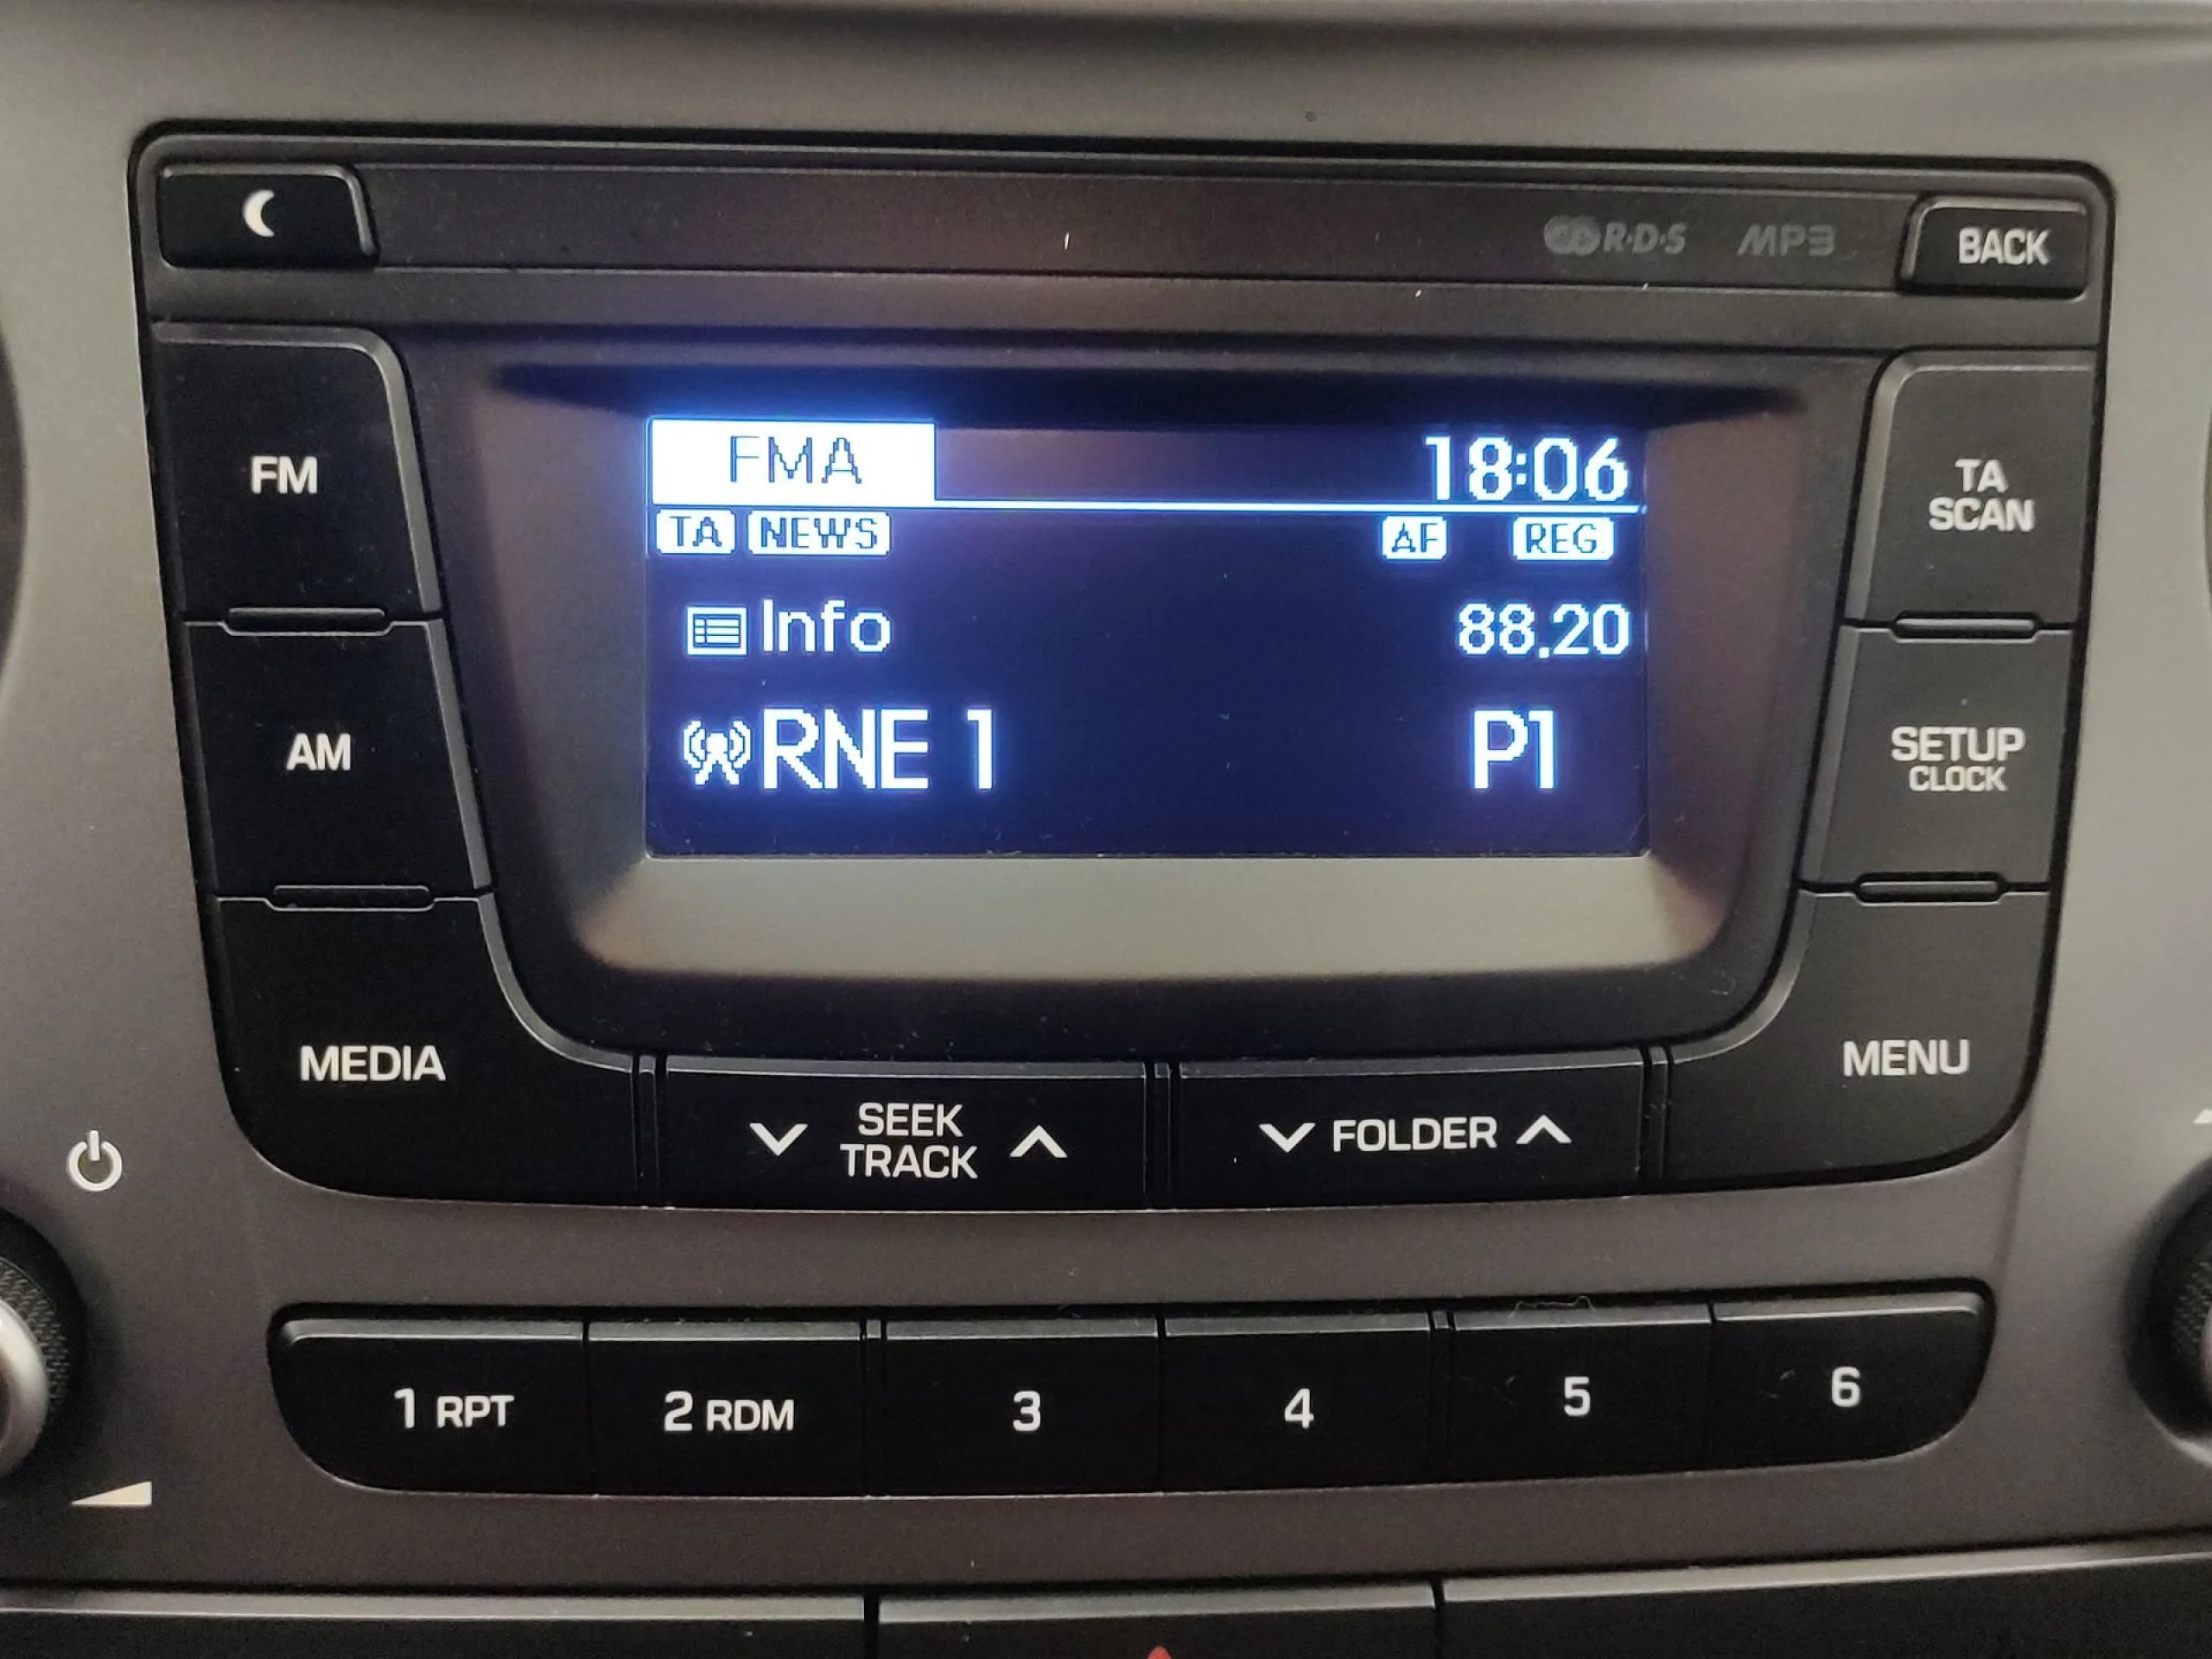 R·D·S MP3 BACK
FM
AM
MEDIA
FMA 18:06
TA NEWS AF REG
Info 88.20
RNE 1 P1
TA
SCAN
SETUP
CLOCK
MENU
SEEK
TRACK
FOLDER
1 RPT 2 RDM 3 4 5 6